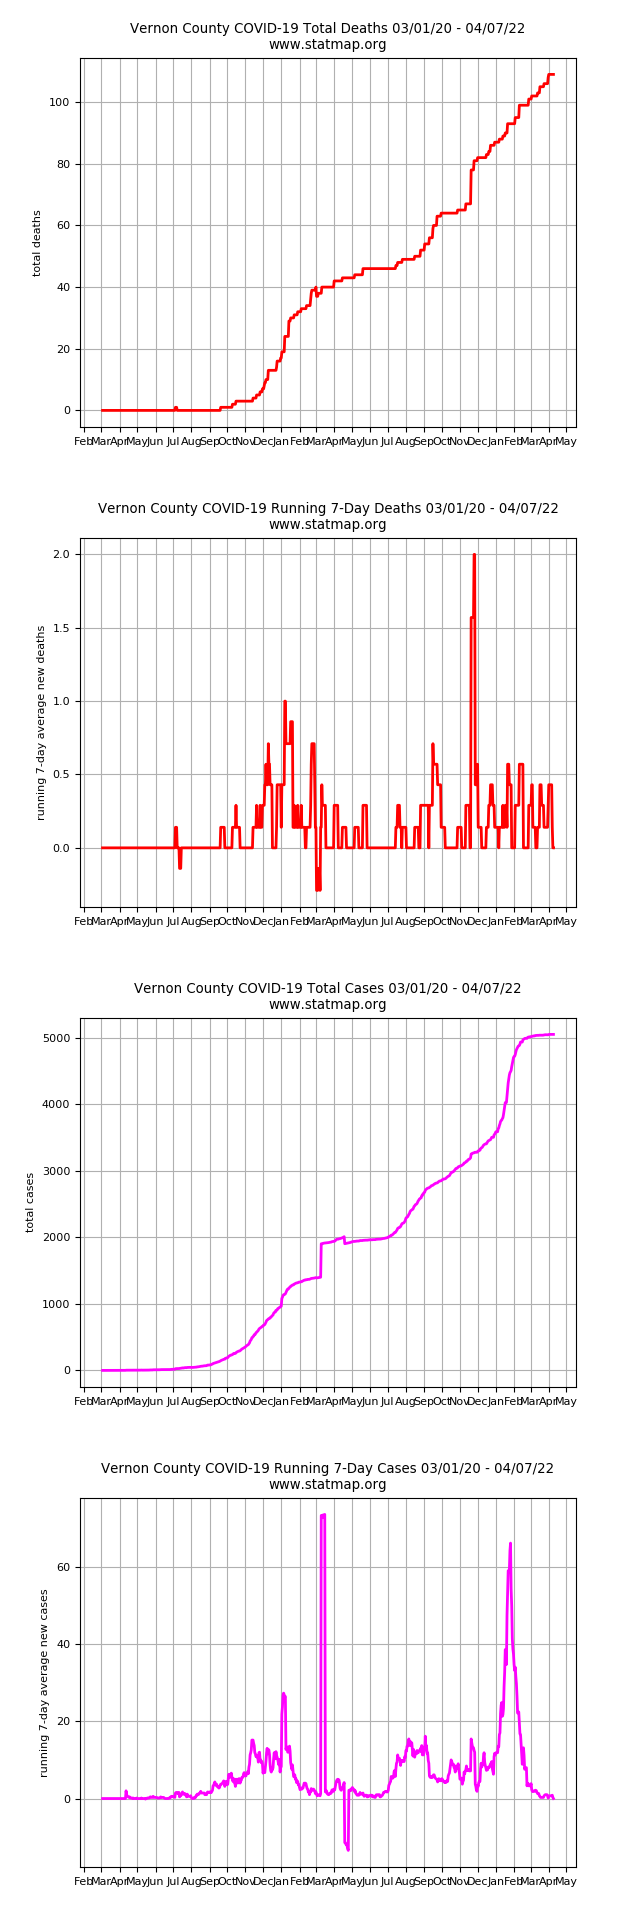 Vernon County COVID-19 Total Deaths 03/01/20 - 04/07/22
www.statmap.org
total deaths
100
80
60
40
20
0
Feb Mar Apr May Jun Jul Aug Sep Oct Nov Dec Jan Feb Mar Apr May Jun Jul Aug Sep Oct Nov Dec Jan Feb Mar Apr May
Vernon County COVID-19 Running 7-Day Deaths 03/01/20 - 04/07/22
www.statmap.org
running 7-day average new deaths
2.0
1.5
1.0
0.5
0.0
Feb Mar Apr May Jun Jul Aug Sep Oct Nov Dec Jan Feb Mar Apr May Jun Jul Aug Sep Oct Nov Dec Jan Feb Mar Apr May
Vernon County COVID-19 Total Cases 03/01/20 - 04/07/22
www.statmap.org
total cases
5000
4000
3000
2000
1000
0
Feb Mar Apr May Jun Jul Aug Sep Oct Nov Dec Jan Feb Mar Apr May Jun Jul Aug Sep Oct Nov Dec Jan Feb Mar Apr May
Vernon County COVID-19 Running 7-Day Cases 03/01/20 - 04/07/22
www.statmap.org
running 7-day average new cases
60
40
20
0
Feb Mar Apr May Jun Jul Aug Sep Oct Nov Dec Jan Feb Mar Apr May Jun Jul Aug Sep Oct Nov Dec Jan Feb Mar Apr May